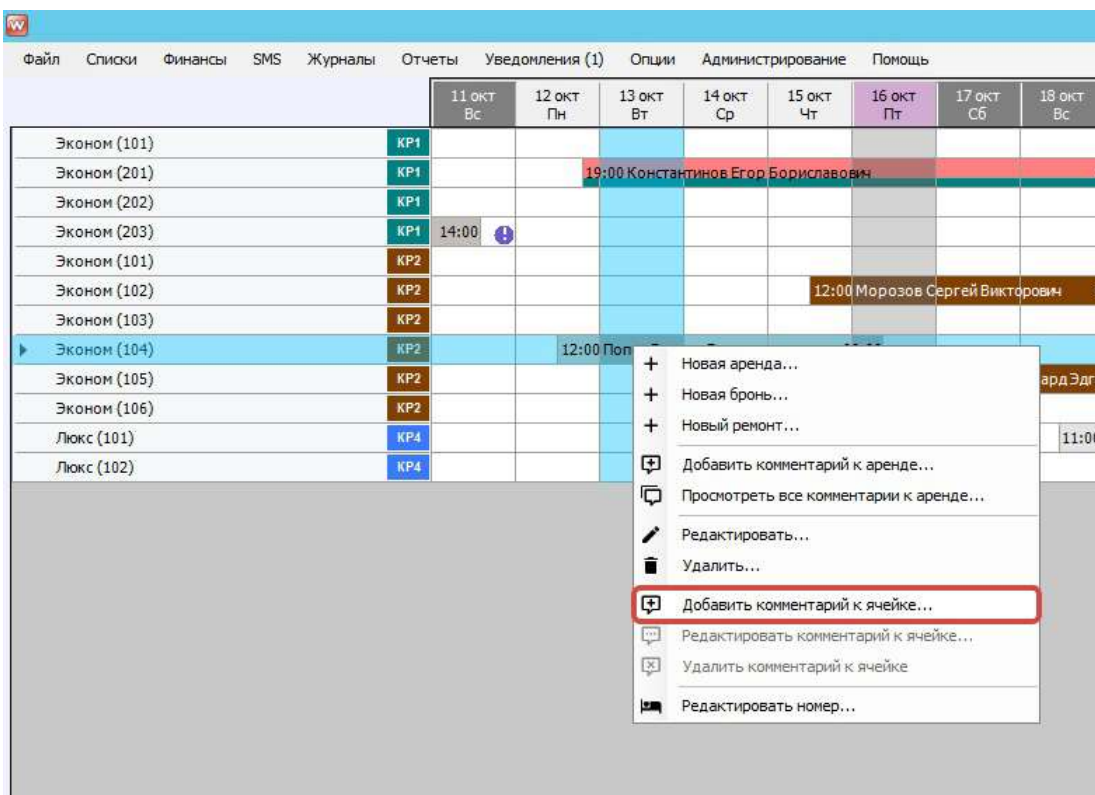 Файл Списки Финансы SMS Журналы Отчеты Уведомления (1) Опции Администрирование Помощь
11 окт 12 окт 13 окт 14 окт 15 окт 16 окт 17 окт 18 окт
Вс Пн Вт Ср Чт Пт Сб Вс
Эконом (101) КР1
Эконом (201) КР1 19:00 Константинов Егор Бориславович
Эконом (202) КР1
Эконом (203) КР1 14:00
Эконом (101) КР2
Эконом (102) КР2 12:00 Морозов Сергей Викторович
Эконом (103) КР2
Эконом (104) КР2 12:00
Эконом (105) КР2
Эконом (106) КР2
Люкс (101) КР4
Люкс (102) КР4
Новая аренда...
Новая бронь...
Новый ремонт...
Добавить комментарий к аренде...
Просмотреть все комментарии к аренде...
Редактировать...
Удалить...
Добавить комментарий к ячейке...
Редактировать комментарий к ячейке...
Удалить комментарий к ячейке
Редактировать номер...